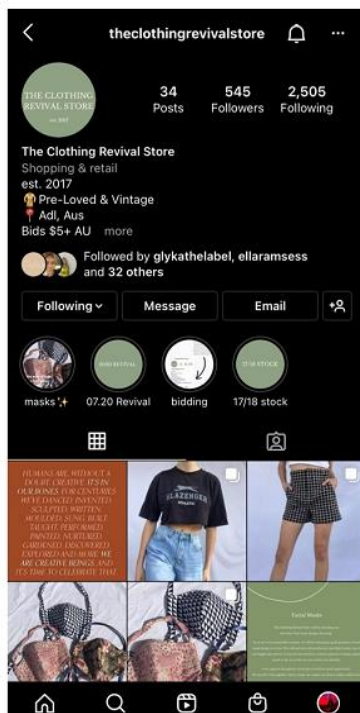 theclothingrevivalstore
THE CLOTHING
REVIVAL STORE
est. 2017
34
Posts
545
Followers
2,505
Following
The Clothing Revival Store
Shopping & retail
est. 2017
👚Pre-Loved & Vintage
📍 Adl, Aus
Bids $5+ AU more
Followed by glykathelabel, ellaramsess
and 32 others
Following
Message
Email
masks✨
07.20 Revival
bidding
17/18 stock
HUMANS ARE, WITHOUT A
DOUBT, CREATIVE. IT'S IN
OUR BONES. FOR CENTURIES
WE'VE DANCED, INVENTED,
SCULPTED, WRITTEN,
MOULDED, SUNG, BUILT,
TAUGHT, PERFORMED,
PAINTED, NURTURED,
GARDENED, DISCOVERED,
EXPLORED AND MORE. WE
ARE CREATIVE BEINGS, AND
IT'S TIME TO CELEBRATE THAT
SLAZENGER
Facial Masks